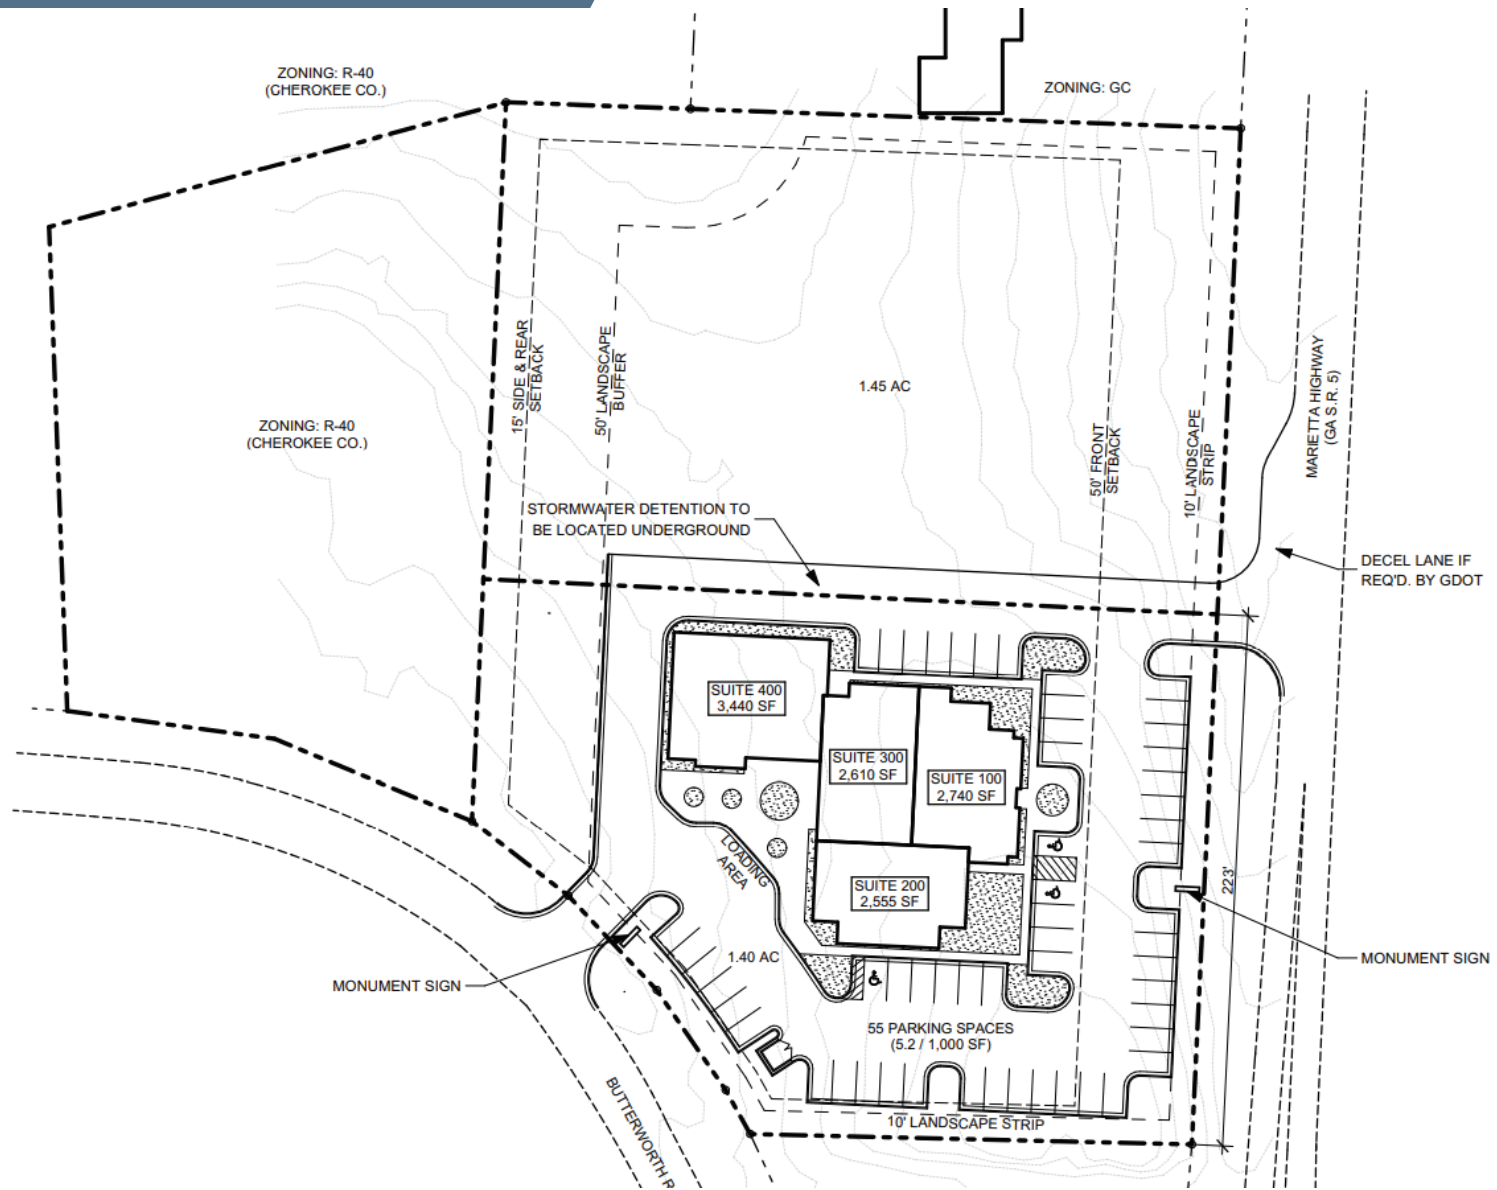 ZONING: R-40
(CHEROKEE CO.)
ZONING: GC
15' SIDE & REAR
SETBACK
50' LANDSCAPE
BUFFER
1.45 AC
MARIETTA HIGHWAY
(GA S.R. 5)
ZONING: R-40
(CHEROKEE CO.)
50' FRONT
SETBACK
10' LANDSCAPE
STRIP
STORMWATER DETENTION TO
BE LOCATED UNDERGROUND
DECEL LANE IF
REQ'D. BY GDOT
SUITE 400
3,440 SF
SUITE 300
2,610 SF
SUITE 100
2,740 SF
LOADING
AREA
SUITE 200
2,555 SF
223'
1.40 AC
MONUMENT SIGN
MONUMENT SIGN
55 PARKING SPACES
(5.2 / 1,000 SF)
BUTTERWORTH R
10' LANDSCAPE STRIP